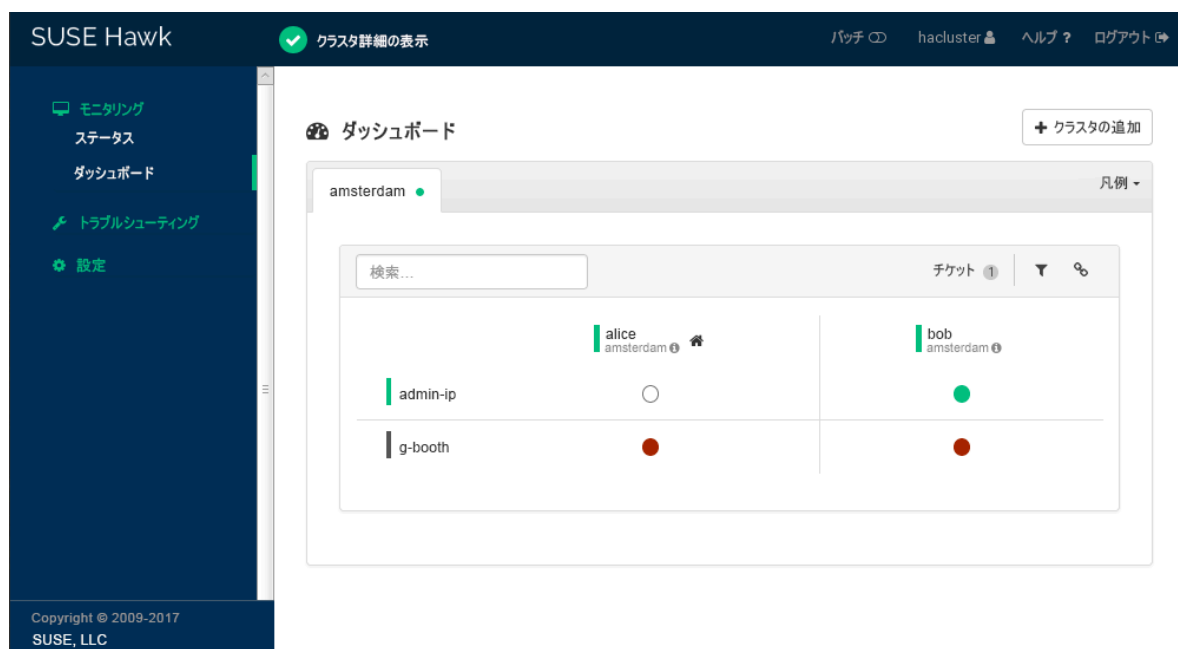 SUSE Hawk
クラスタ詳細の表示
バッチ hacluster ヘルプ ? ログアウト
モニタリング
ステータス
ダッシュボード
トラブルシューティング
設定
ダッシュボード
+ クラスタの追加
amsterdam
凡例
検索...
チケット 1
alice
amsterdam
bob
amsterdam
admin-ip
g-booth
Copyright © 2009-2017
SUSE, LLC